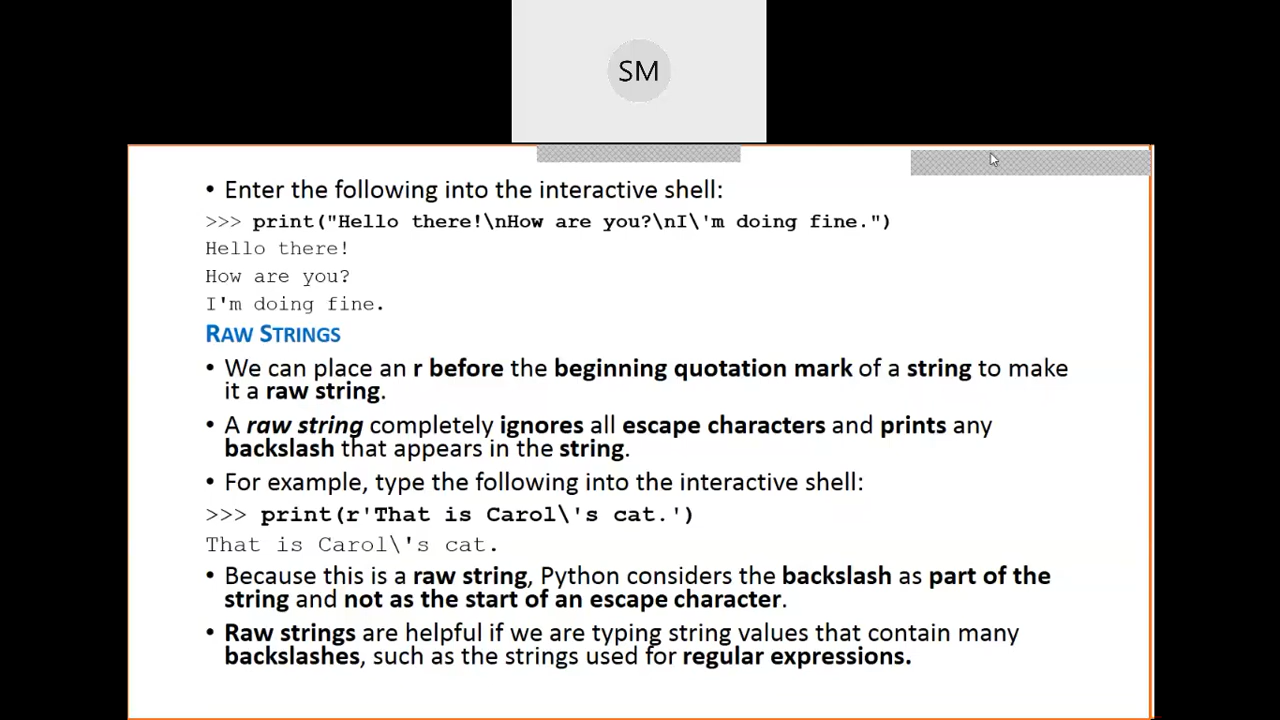 SM
• Enter the following into the interactive shell:
>>> print("Hello there!\nHow are you?\nI\'m doing fine.")
Hello there!
How are you?
I'm doing fine.
RAW STRINGS
• We can place an r before the beginning quotation mark of a string to make
it a raw string.
• A raw string completely ignores all escape characters and prints any
backslash that appears in the string.
• For example, type the following into the interactive shell:
>>> print(r'That is Carol\'s cat.')
That is Carol\'s cat.
• Because this is a raw string, Python considers the backslash as part of the
string and not as the start of an escape character.
• Raw strings are helpful if we are typing string values that contain many
backslashes, such as the strings used for regular expressions.